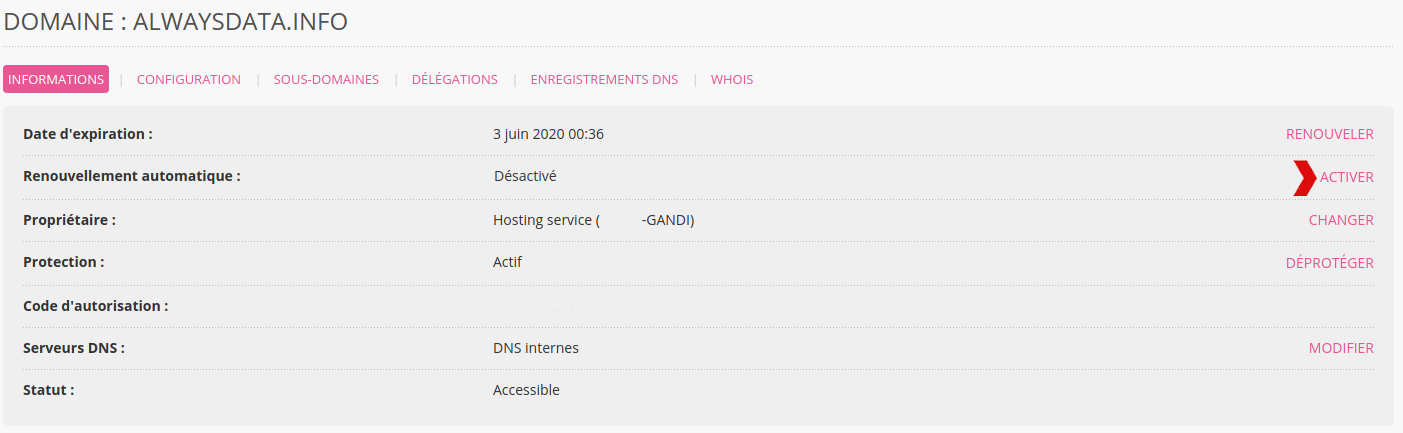 DOMAINE : ALWAYSDATA.INFO
INFORMATIONS | CONFIGURATION | SOUS-DOMAINES | DÉLÉGATIONS | ENREGISTREMENTS DNS | WHOIS
Date d'expiration : 3 juin 2020 00:36 RENOUVELER
Renouvellement automatique : Désactivé ACTIVER
Propriétaire : Hosting service ( -GANDI) CHANGER
Protection : Actif DÉPROTÉGER
Code d'autorisation :
Serveurs DNS : DNS internes MODIFIER
Statut : Accessible